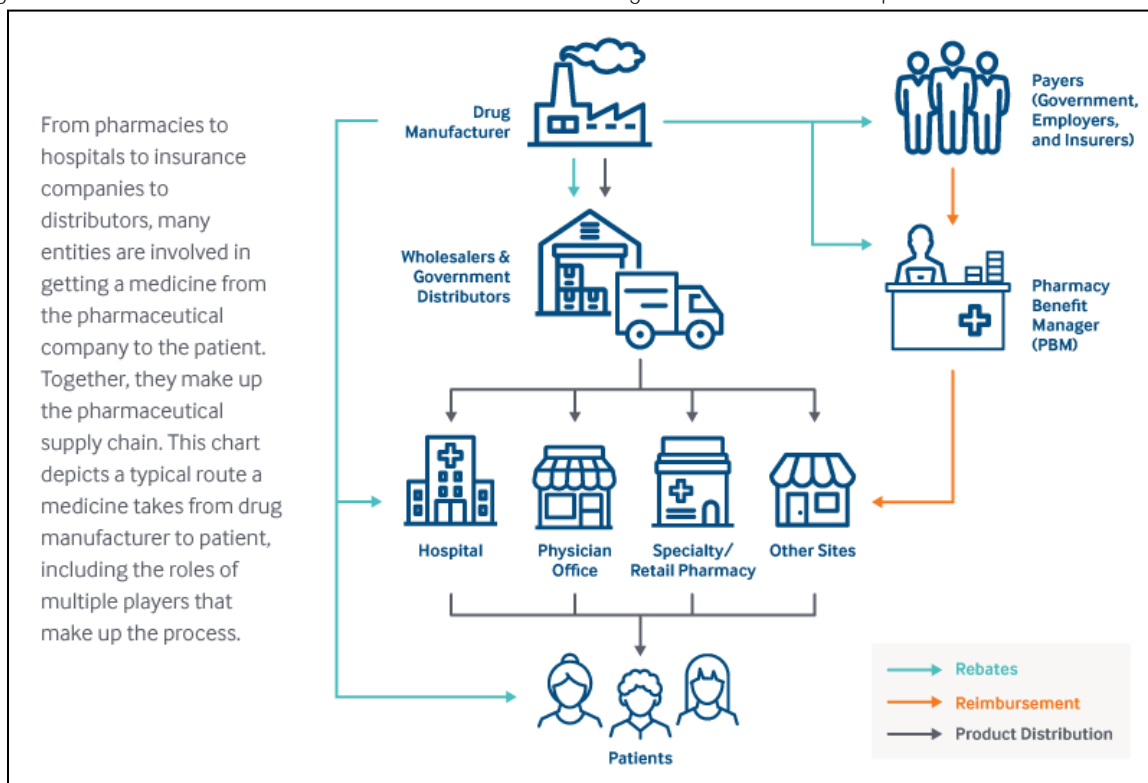 From pharmacies to
hospitals to insurance
companies to
distributors, many
entities are involved in
getting a medicine from
the pharmaceutical
company to the patient.
Together, they make up
the pharmaceutical
supply chain. This chart
depicts a typical route a
medicine takes from drug
manufacturer to patient,
including the roles of
multiple players that
make up the process.
Drug
Manufacturer
Payers
(Government,
Employers,
and Insurers)
Wholesalers &
Government
Distributors
Pharmacy
Benefit
Manager
(PBM)
Hospital
Physician
Office
Specialty/
Retail Pharmacy
Other Sites
Patients
Rebates
Reimbursement
Product Distribution